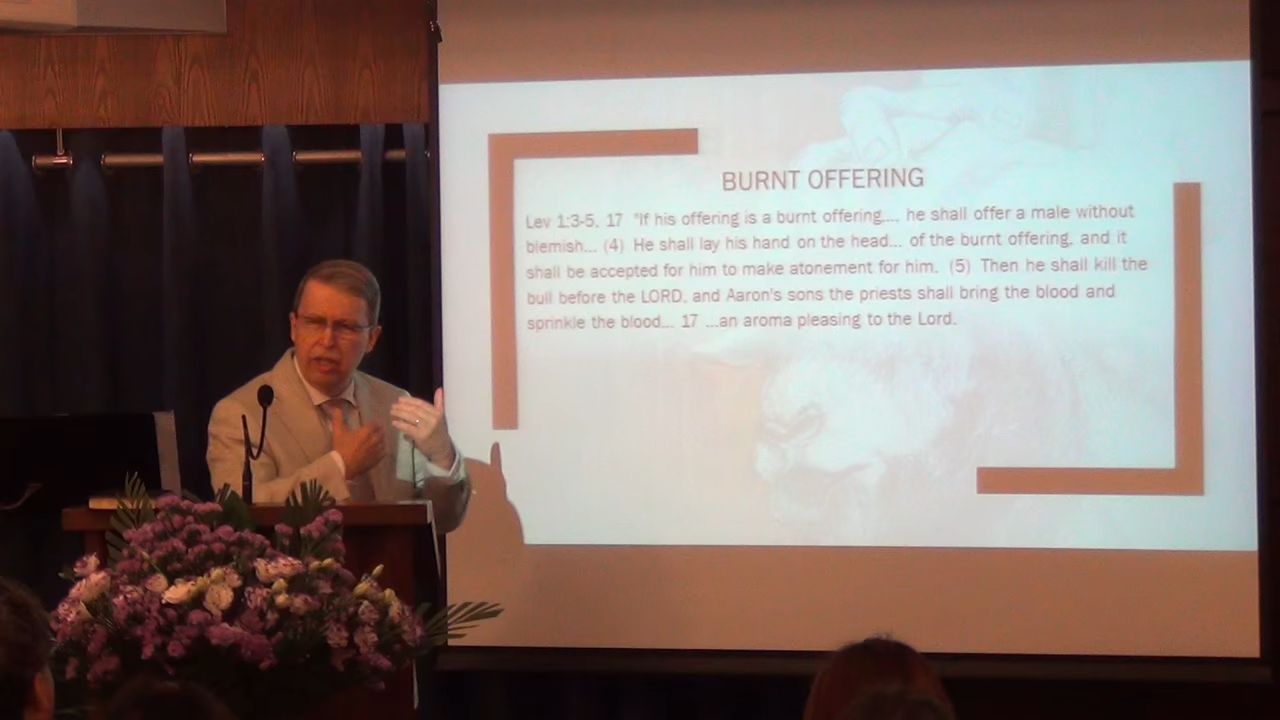 BURNT OFFERING
Lev 1:3-5, 17 "If his offering is a burnt offering..., he shall offer a male without
blemish... (4) He shall lay his hand on the head... of the burnt offering, and it
shall be accepted for him to make atonement for him. (5) Then he shall kill the
bull before the LORD, and Aaron's sons the priests shall bring the blood and
sprinkle the blood... 17 ...an aroma pleasing to the Lord.